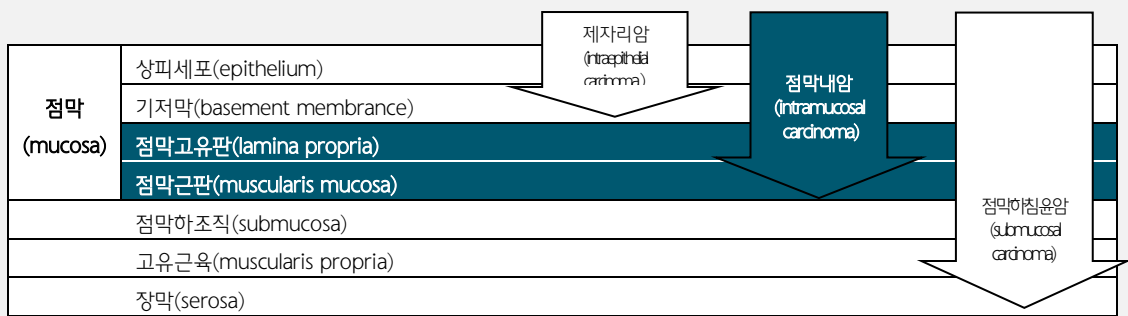 제자리암
(intraepithelial
carcinoma )
상피세포(epithelium)
점막
(mucosa)
기저막(basement membrance)
점막고유판(lamina propria)
점막근판(muscularis mucosa)
점막내암
(intramucosal
carcinoma)
점막하조직(submucosa)
고유근육(muscularis propria)
장막(serosa)
점막하침윤암
(submucosal
carcinoma)